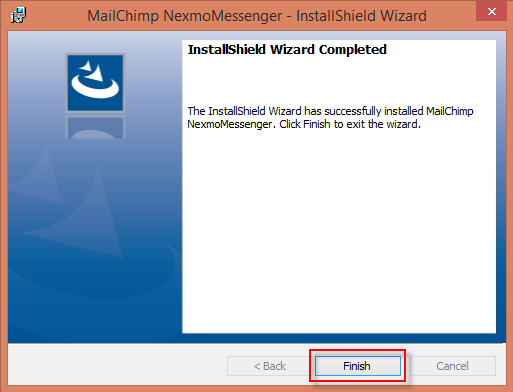 MailChimp NexmoMessenger - InstallShield Wizard
InstallShield Wizard Completed
The InstallShield Wizard has successfully installed MailChimp
NexmoMessenger. Click Finish to exit the wizard.
< Back
Finish
Cancel